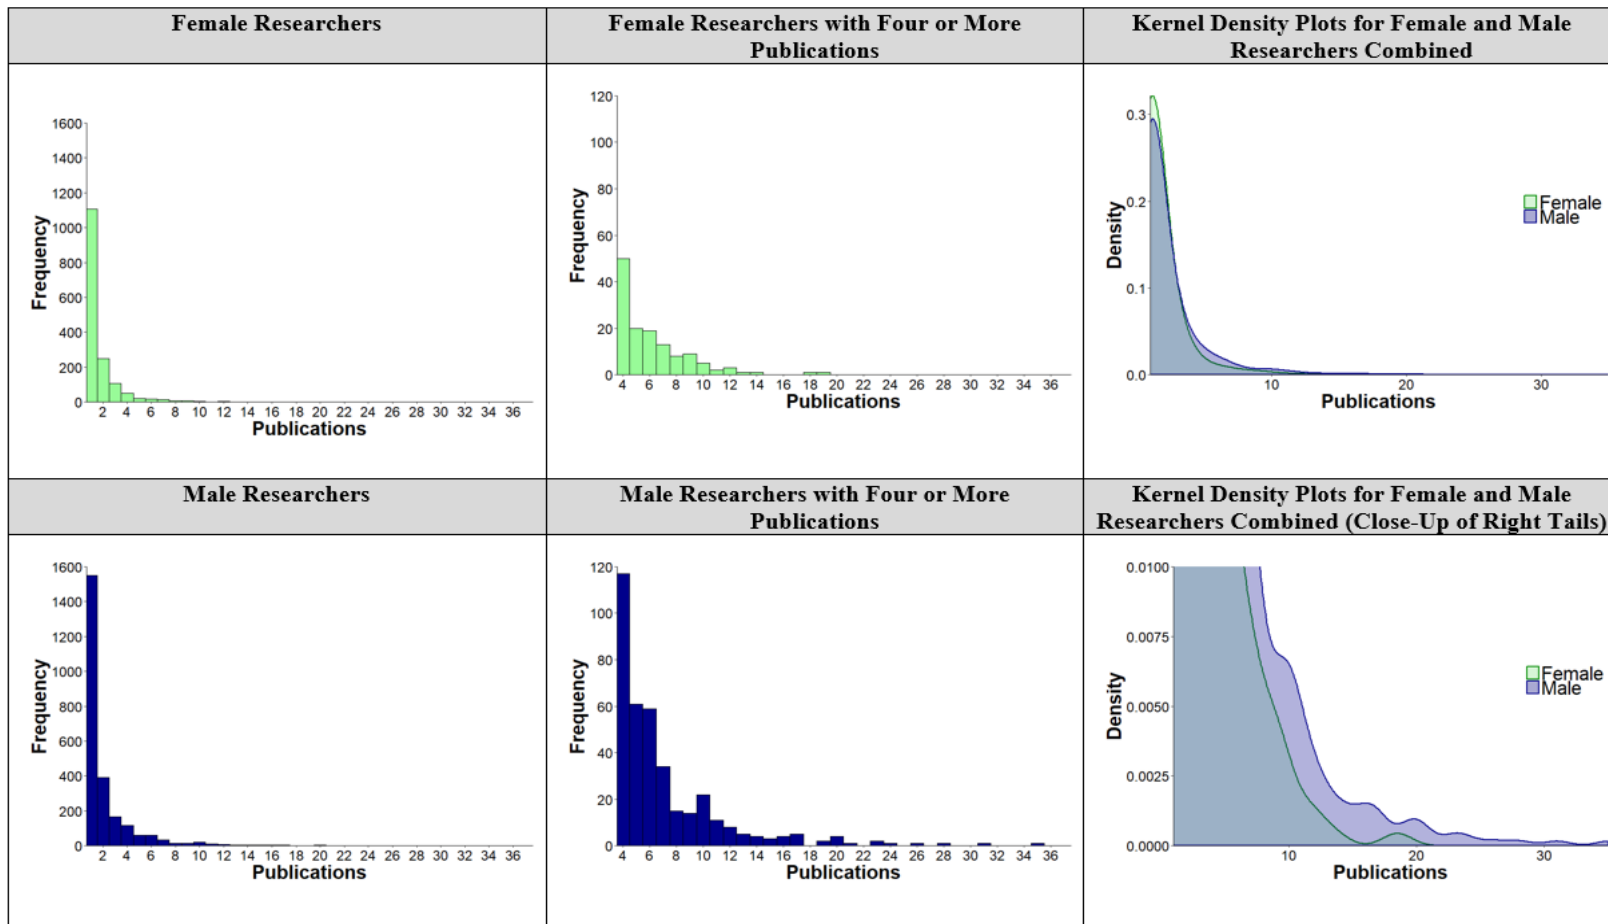 Female Researchers
Female Researchers with Four or More
Publications
Kernel Density Plots for Female and Male
Researchers Combined
1600
1400
1200
1000
800
600
400
200
0
Frequency
2 4 6 8 10 12 14 16 18 20 22 24 26 28 30 32 34 36
Publications
120
100
80
60
40
20
0
Frequency
4 6 8 10 12 14 16 18 20 22 24 26 28 30 32 34 36
Publications
0.3
0.2
0.1
0.0
Density
10 20 30
Publications
Female
Male
Male Researchers
Male Researchers with Four or More
Publications
Kernel Density Plots for Female and Male
Researchers Combined (Close-Up of Right Tails)
1600
1400
1200
1000
800
600
400
200
0
Frequency
2 4 6 8 10 12 14 16 18 20 22 24 26 28 30 32 34 36
Publications
120
100
80
60
40
20
0
Frequency
4 6 8 10 12 14 16 18 20 22 24 26 28 30 32 34 36
Publications
0.0100
0.0075
0.0050
0.0025
0.0000
Density
10 20 30
Publications
Female
Male